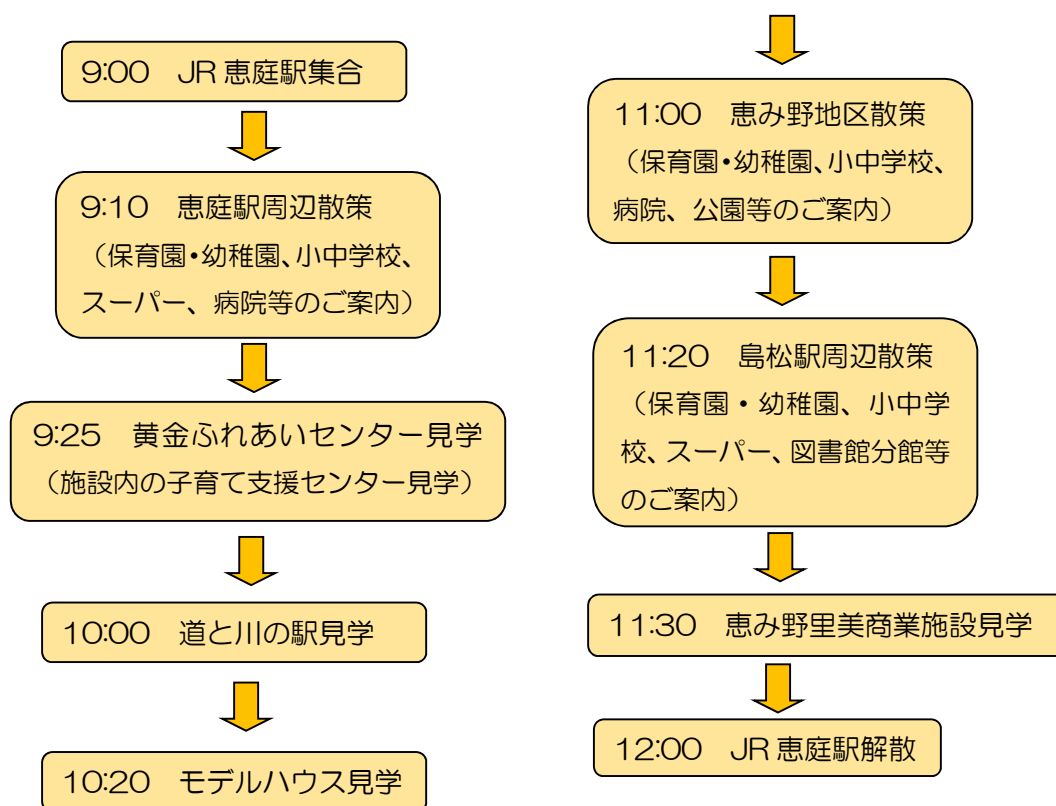 9:00 JR恵庭駅集合
9:10 恵庭駅周辺散策
（保育園・幼稚園、小中学校、
スーパー、病院等のご案内）
9:25 黄金ふれあいセンター見学
（施設内の子育て支援センター見学）
10:00 道と川の駅見学
10:20 モデルハウス見学
11:00 恵み野地区散策
（保育園・幼稚園、小中学校、
病院、公園等のご案内）
11:20 島松駅周辺散策
（保育園・幼稚園、小中学
校、スーパー、図書館分館等
のご案内）
11:30 恵み野里美商業施設見学
12:00 JR恵庭駅解散